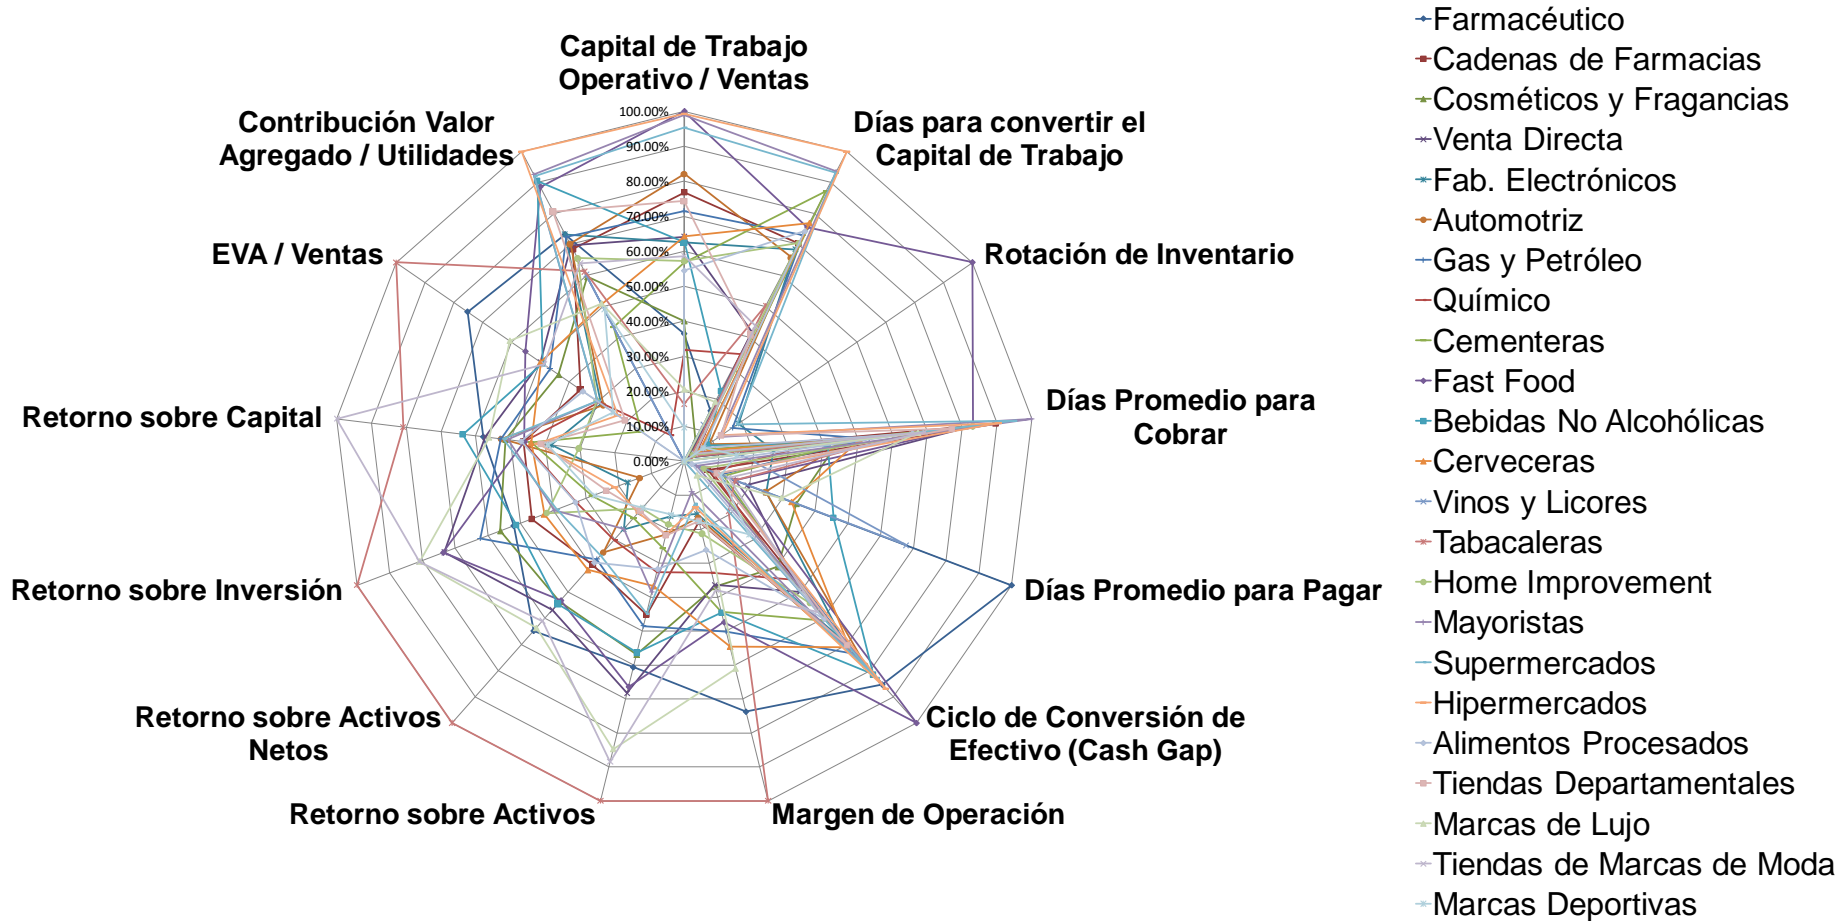 Capital de Trabajo
Operativo / Ventas
Días para convertir el
Capital de Trabajo
Rotación de Inventario
Días Promedio para
Cobrar
Días Promedio para Pagar
Ciclo de Conversión de
Efectivo (Cash Gap)
Margen de Operación
Retorno sobre Activos
Retorno sobre Activos
Netos
Retorno sobre Inversión
Retorno sobre Capital
EVA / Ventas
Contribución Valor
Agregado / Utilidades
100.00%
90.00%
80.00%
70.00%
60.00%
50.00%
40.00%
30.00%
20.00%
10.00%
0.00%
Farmacéutico
Cadenas de Farmacias
Cosméticos y Fragancias
Venta Directa
Fab. Electrónicos
Automotriz
Gas y Petróleo
Químico
Cementeras
Fast Food
Bebidas No Alcohólicas
Cerveceras
Vinos y Licores
Tabacaleras
Home Improvement
Mayoristas
Supermercados
Hipermercados
Alimentos Procesados
Tiendas Departamentales
Marcas de Lujo
Tiendas de Marcas de Moda
Marcas Deportivas